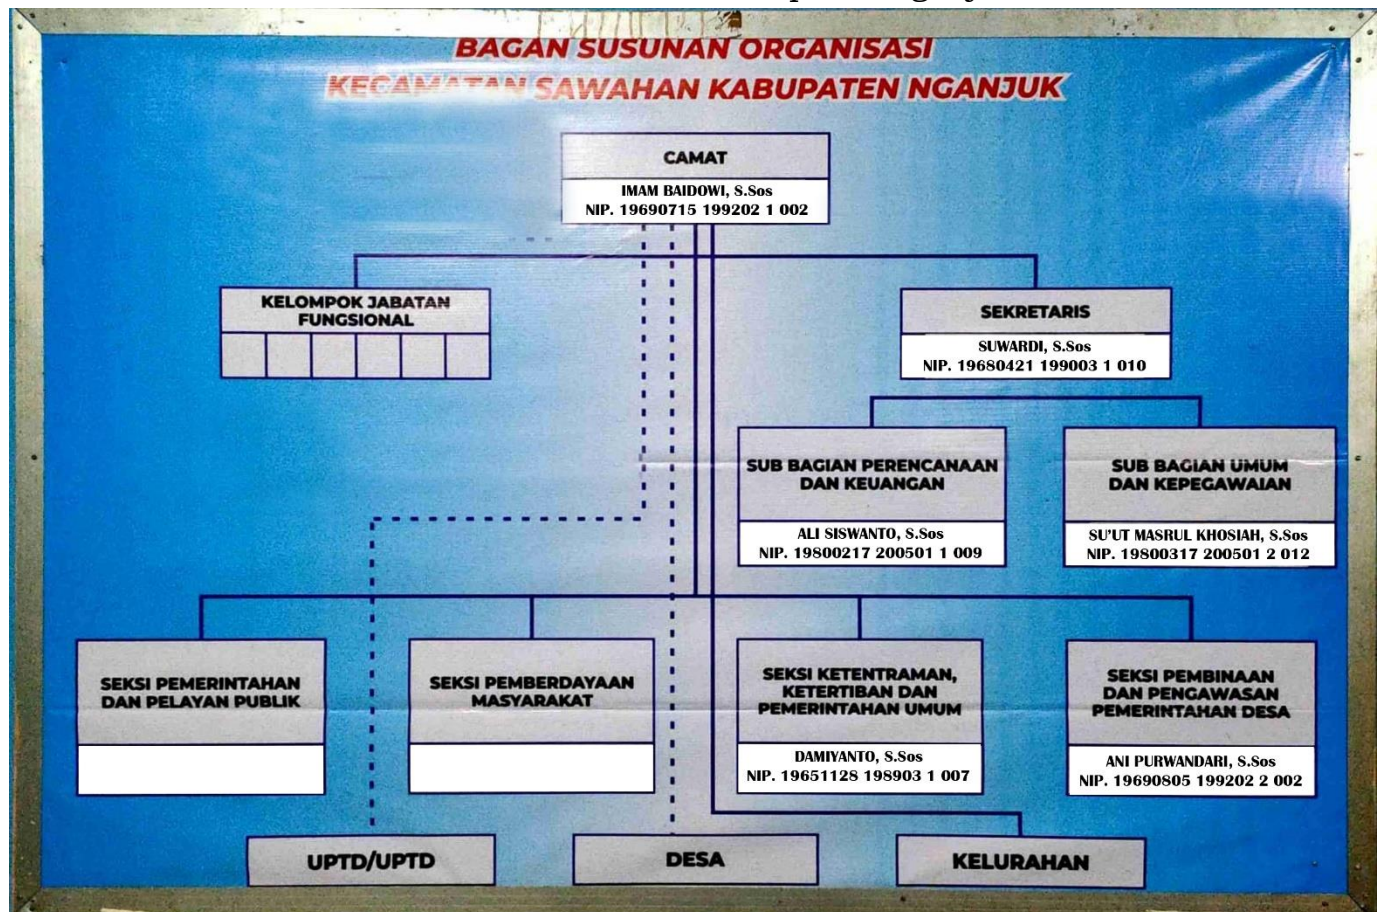 BAGAN SUSUNAN ORGANISASI
KECAMATAN SAWAHAN KABUPATEN NGANJUK
CAMAT
IMAM BAIDOWI, S.Sos
NIP. 19690715 199202 1 002
KELOMPOK JABATAN
FUNGSIONAL
SEKRETARIS
SUWARDI, S.Sos
NIP. 19680421 199003 1 010
SUB BAGIAN PERENCANAAN
DAN KEUANGAN
ALI SISWANTO, S.Sos
NIP. 19800217 200501 1 009
SUB BAGIAN UMUM
DAN KEPEGAWAIAN
SU'UT MASRUL KHOSIAH, S.Sos
NIP. 19800317 200501 2 012
SEKSI PEMERINTAHAN
DAN PELAYAN PUBLIK
SEKSI PEMBERDAYAAN
MASYARAKAT
SEKSI KETENTRAMAN,
KETERTIBAN DAN
PEMERINTAHAN UMUM
DAMIYANTO, S.Sos
NIP. 19651128 198903 1 007
SEKSI PEMBINAAN
DAN PENGAWASAN
PEMERINTAHAN DESA
ANI PURWANDARI, S.Sos
NIP. 19690805 199202 2 002
UPTD/UPTD
DESA
KELURAHAN